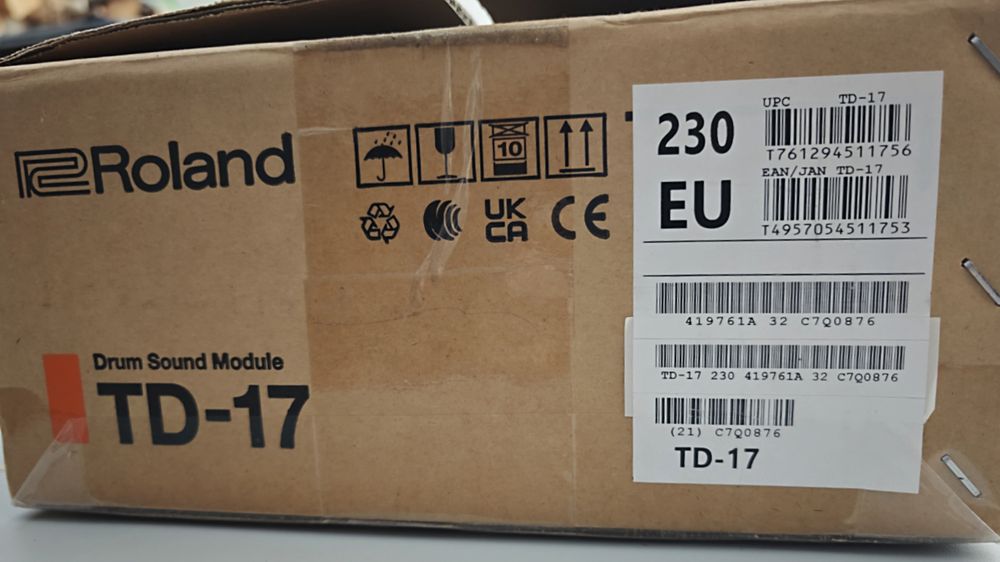 Roland
10
UK
CA
CE
Drum Sound Module
TD-17
230
EU
UPC TD-17
T761294511756
EAN/JAN TD-17
T4957054511753
419761A 32 C7Q0876
TD-17 230 419761A 32 C7Q0876
(21) C7Q0876
TD-17